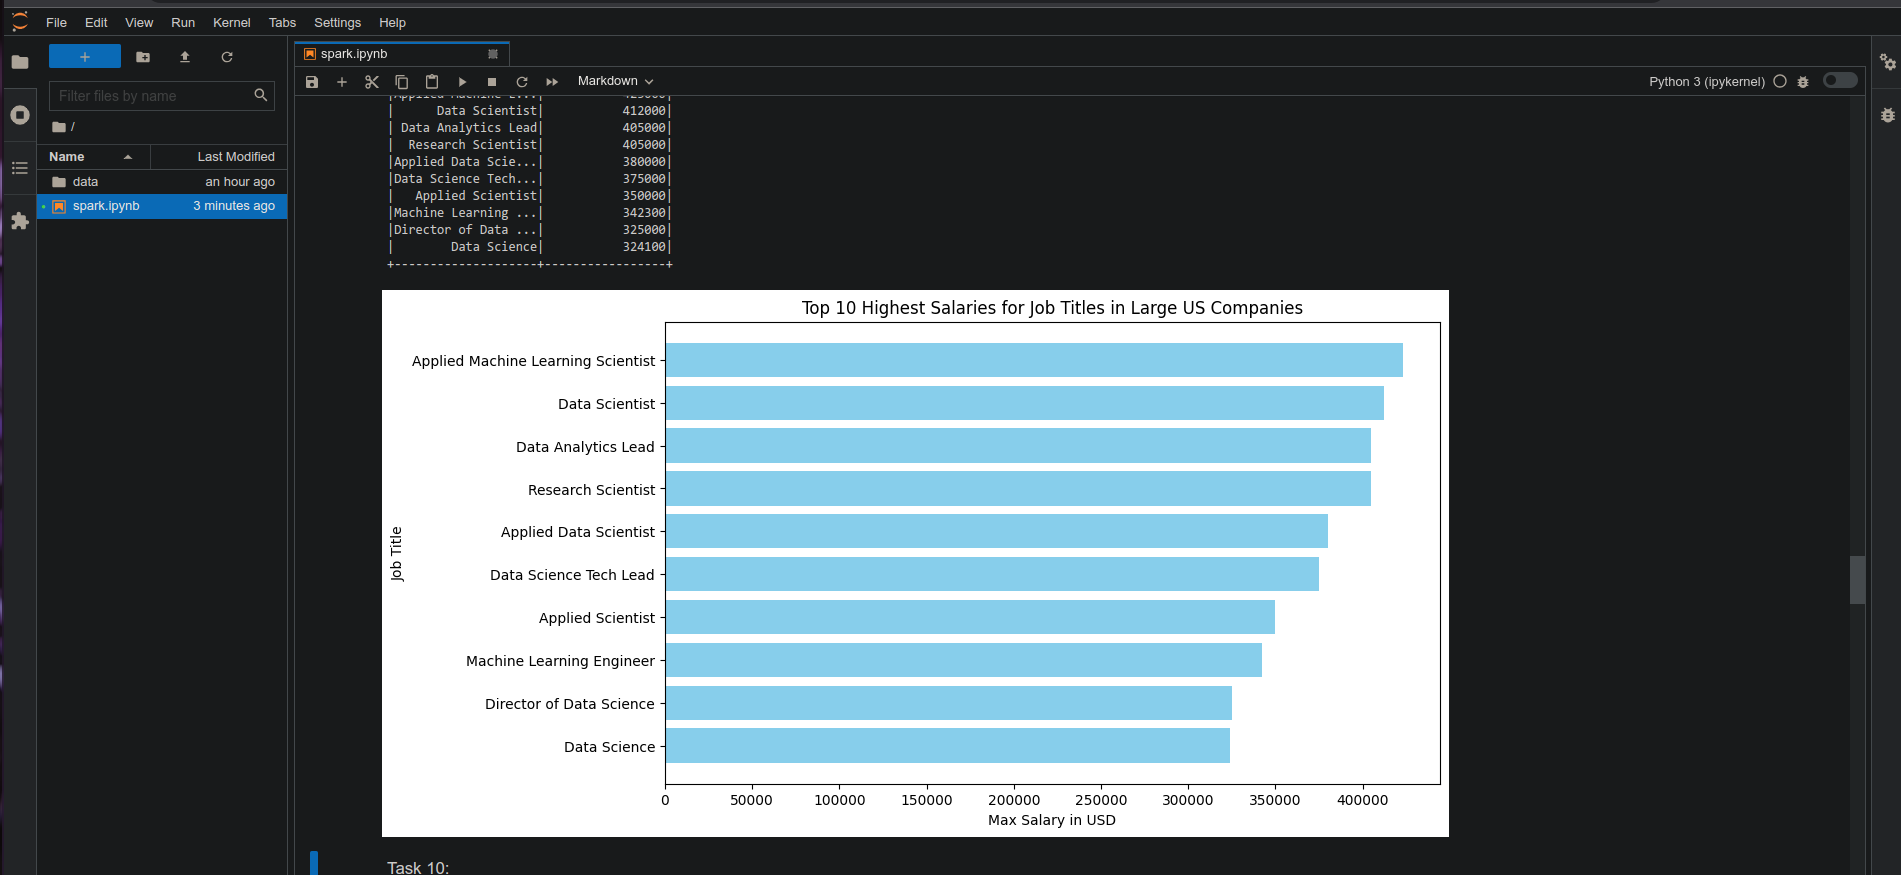 File Edit View Run Kernel Tabs Settings Help
spark.ipynb
Filter files by name
Markdown
Python 3 (ipykernel)
/
Name Last Modified
data an hour ago
spark.ipynb 3 minutes ago
| Data Scientist| 412000|
| Data Analytics Lead| 405000|
| Research Scientist| 405000|
|Applied Data Scie...| 380000|
|Data Science Tech...| 375000|
| Applied Scientist| 350000|
|Machine Learning ...| 342300|
|Director of Data ...| 325000|
| Data Science| 324100|
+--------------------+-----------------+
Top 10 Highest Salaries for Job Titles in Large US Companies
Applied Machine Learning Scientist
Data Scientist
Data Analytics Lead
Research Scientist
Applied Data Scientist
Data Science Tech Lead
Applied Scientist
Machine Learning Engineer
Director of Data Science
Data Science
Job Title
0 50000 100000 150000 200000 250000 300000 350000 400000
Max Salary in USD
Task 10: